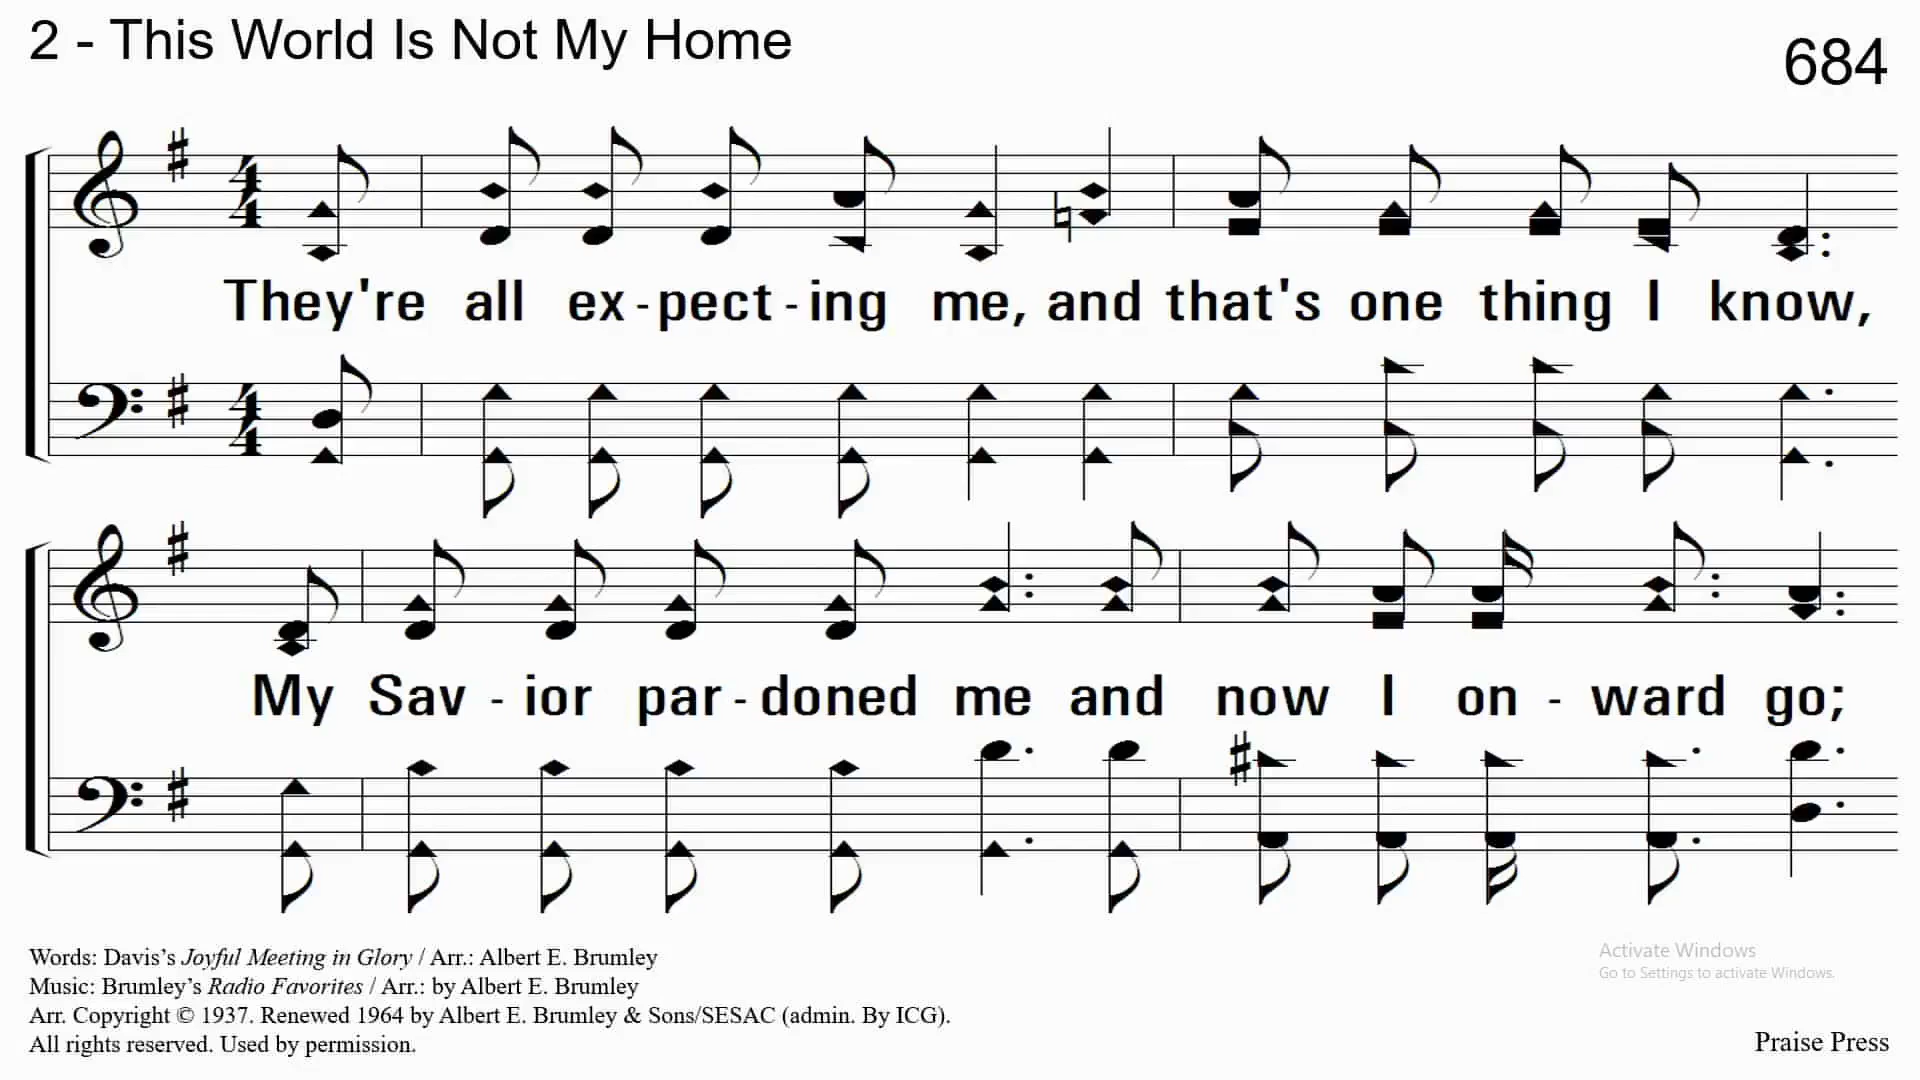 2 - This World Is Not My Home
684
They're all ex - pect - ing me, and that's one thing I know,
My Sav - ior par - doned me and now I on - ward go;
Words: Davis’s Joyful Meeting in Glory / Arr.: Albert E. Brumley
Music: Brumley’s Radio Favorites / Arr.: by Albert E. Brumley
Arr. Copyright © 1937. Renewed 1964 by Albert E. Brumley & Sons/SESAC (admin. By ICG).
All rights reserved. Used by permission.
Activate Windows
Go to Settings to activate Windows.
Praise Press